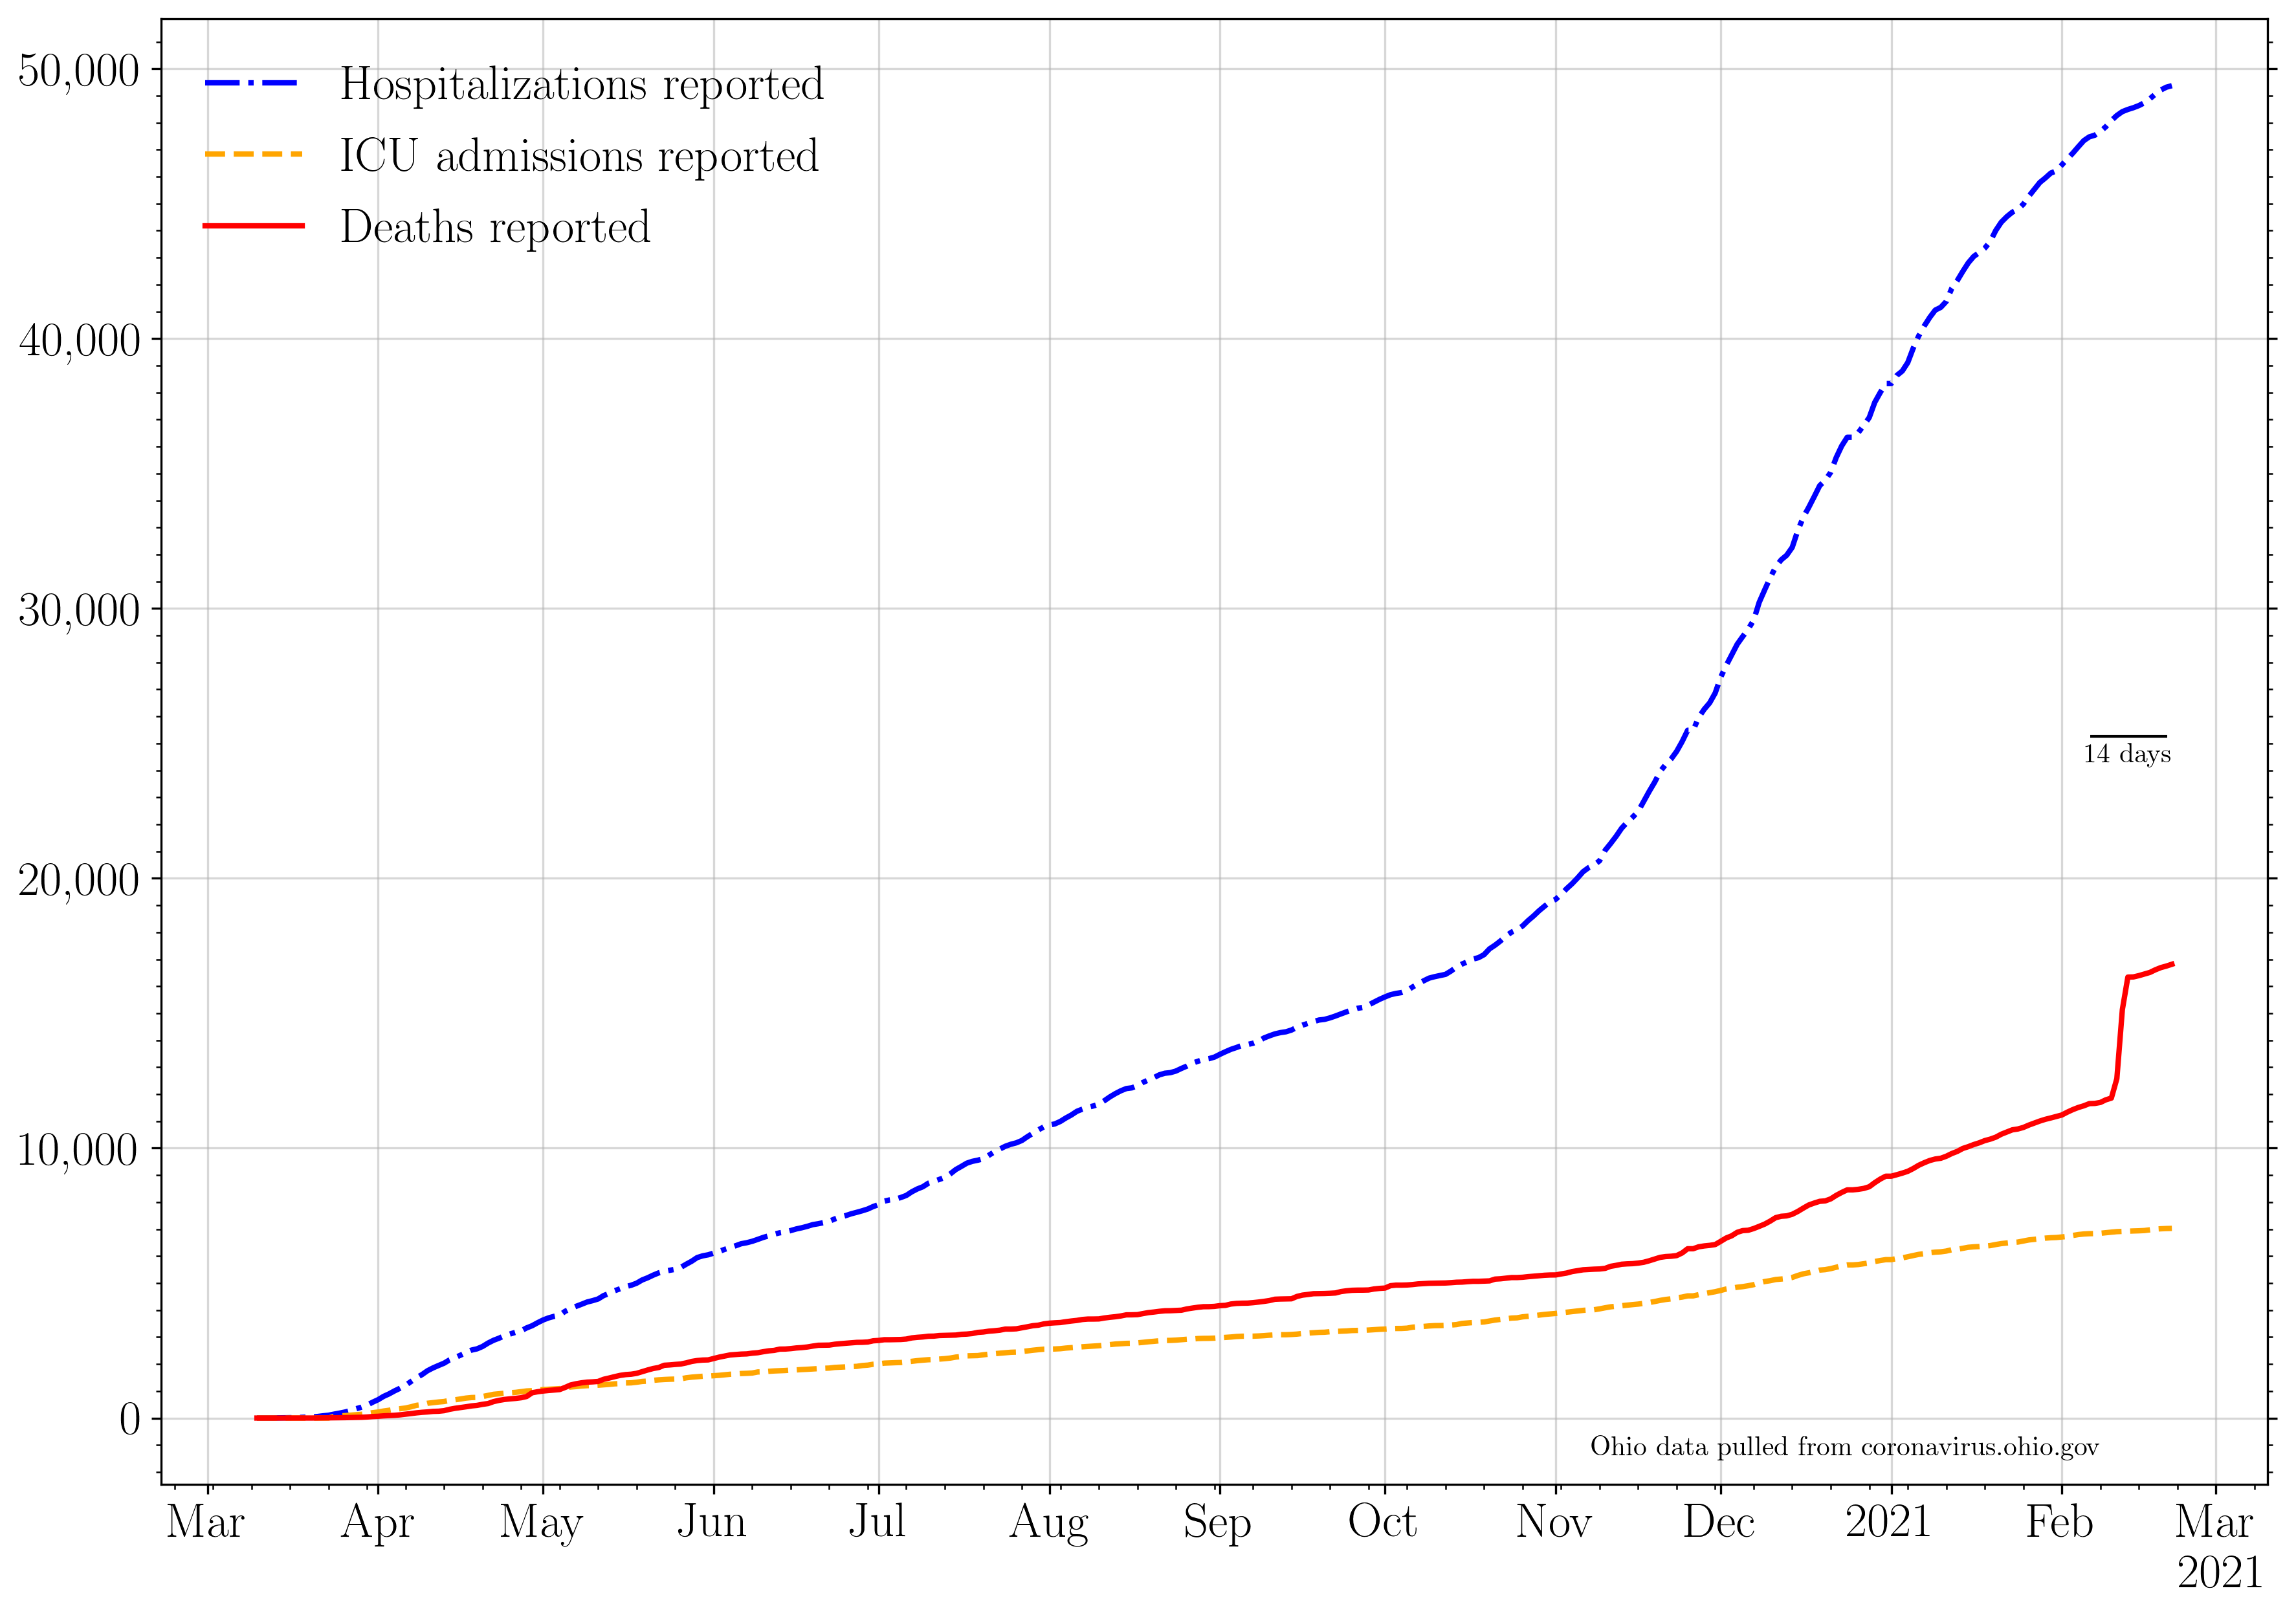 50,000
40,000
30,000
20,000
10,000
0
Hospitalizations reported
ICU admissions reported
Deaths reported
14 days
Ohio data pulled from coronavirus.ohio.gov
Mar Apr May Jun Jul Aug Sep Oct Nov Dec 2021 Feb Mar
2021